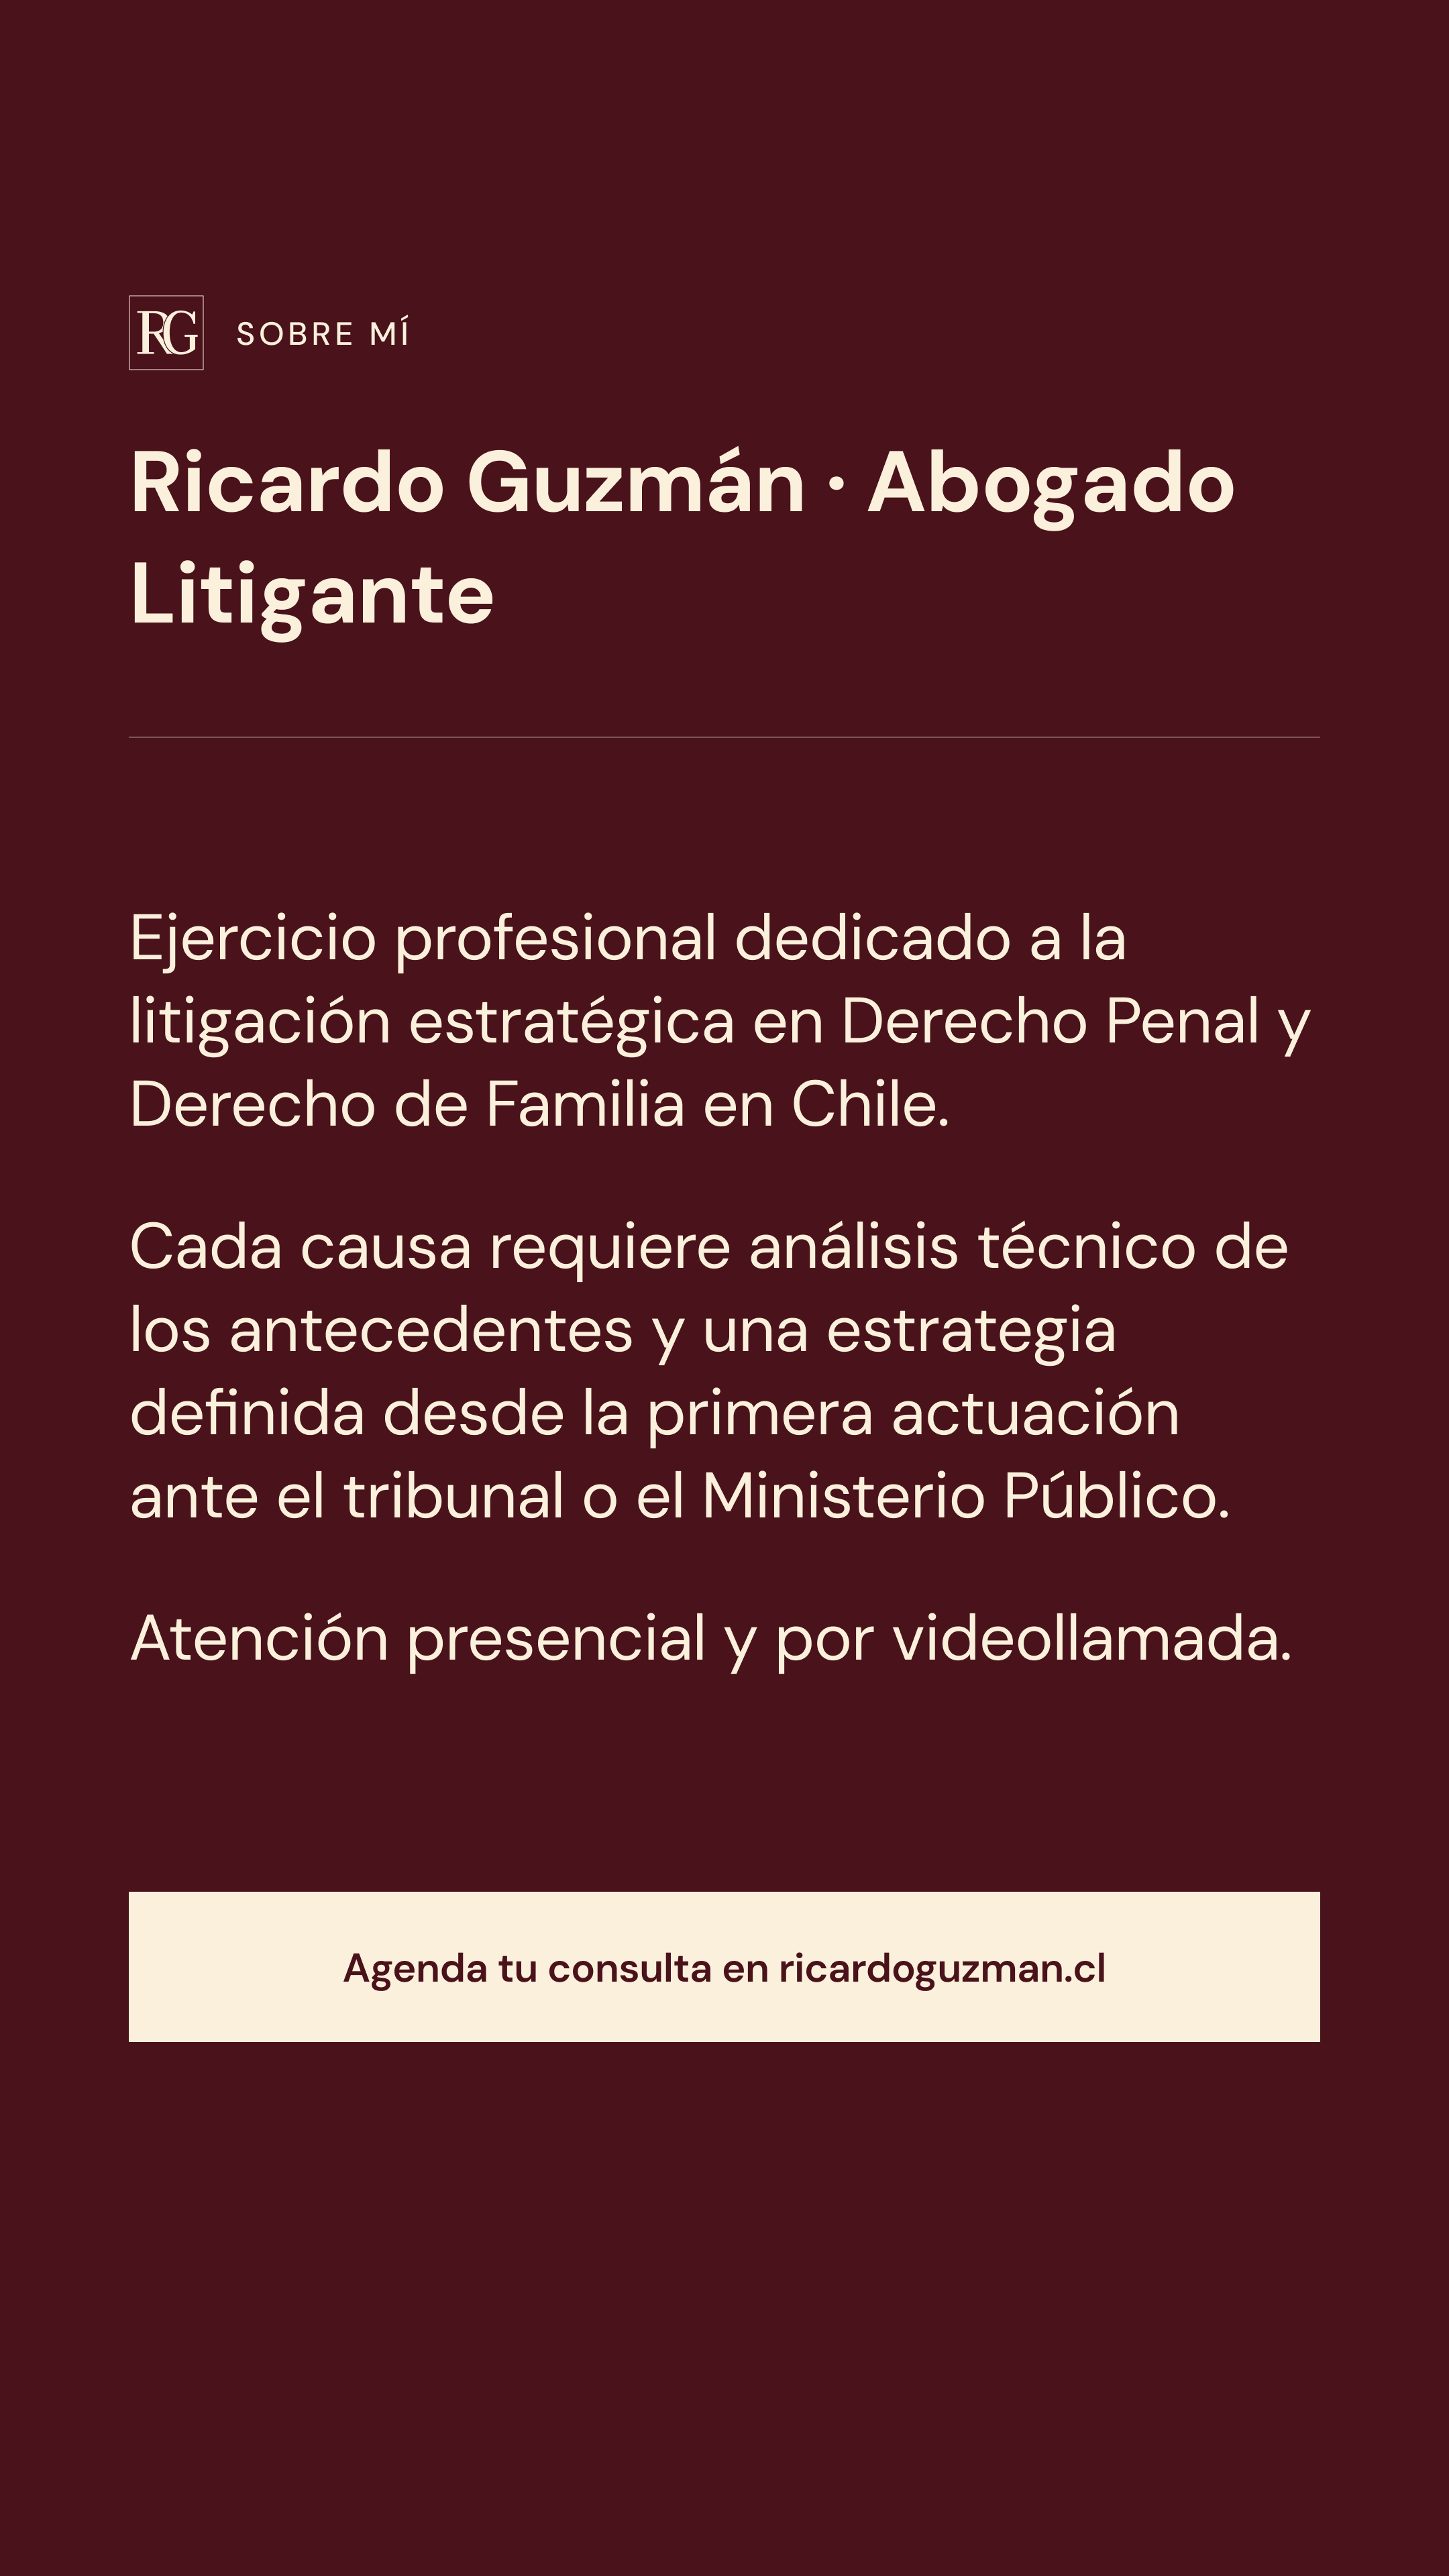 RG
SOBRE MÍ
Ricardo Guzmán · Abogado
Litigante
Ejercicio profesional dedicado a la
litigación estratégica en Derecho Penal y
Derecho de Familia en Chile.
Cada causa requiere análisis técnico de
los antecedentes y una estrategia
definida desde la primera actuación
ante el tribunal o el Ministerio Público.
Atención presencial y por videollamada.
Agenda tu consulta en ricardoguzman.cl